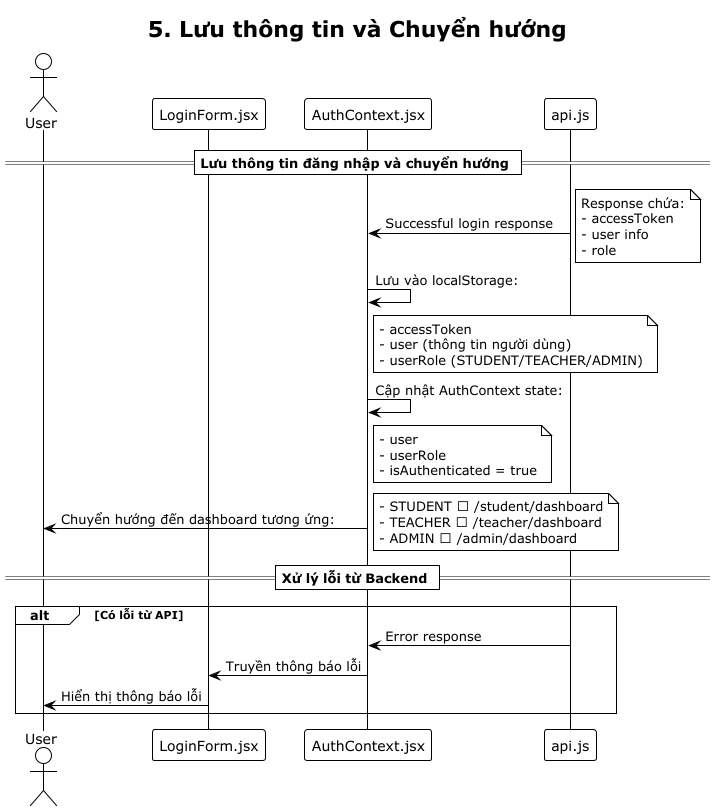 5. Lưu thông tin và Chuyển hướng
User
LoginForm.jsx
AuthContext.jsx
api.js
Lưu thông tin đăng nhập và chuyển hướng
Response chứa:
- accessToken
- user info
- role
Successful login response
Lưu vào localStorage:
- accessToken
- user (thông tin người dùng)
- userRole (STUDENT/TEACHER/ADMIN)
Cập nhật AuthContext state:
- user
- userRole
- isAuthenticated = true
Chuyển hướng đến dashboard tương ứng:
- STUDENT □ /student/dashboard
- TEACHER □ /teacher/dashboard
- ADMIN □ /admin/dashboard
Xử lý lỗi từ Backend
alt [Có lỗi từ API]
Error response
Truyền thông báo lỗi
Hiển thị thông báo lỗi
User
LoginForm.jsx
AuthContext.jsx
api.js